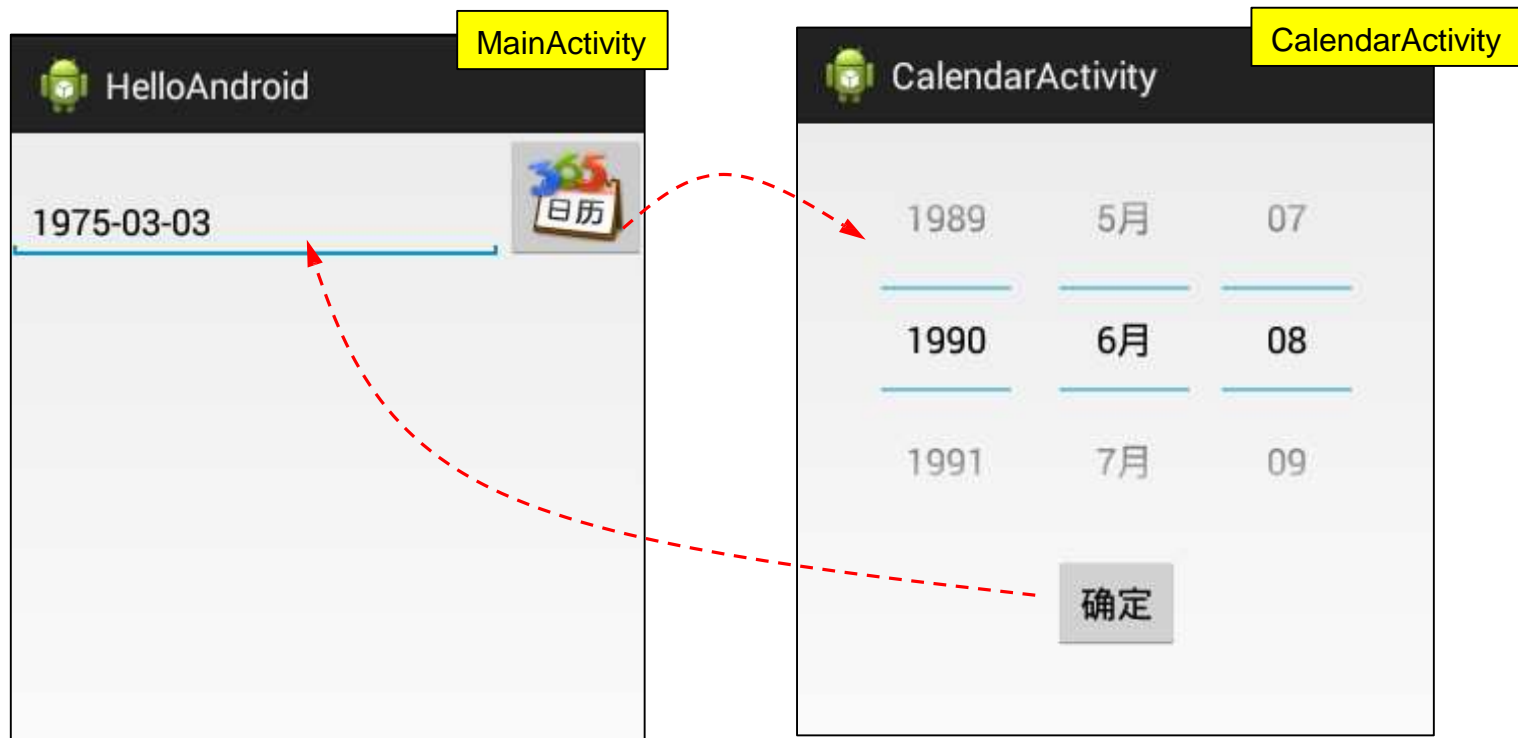 MainActivity
HelloAndroid
1975-03-03
365
日历
CalendarActivity
CalendarActivity
1989 5月 07
1990 6月 08
1991 7月 09
确定